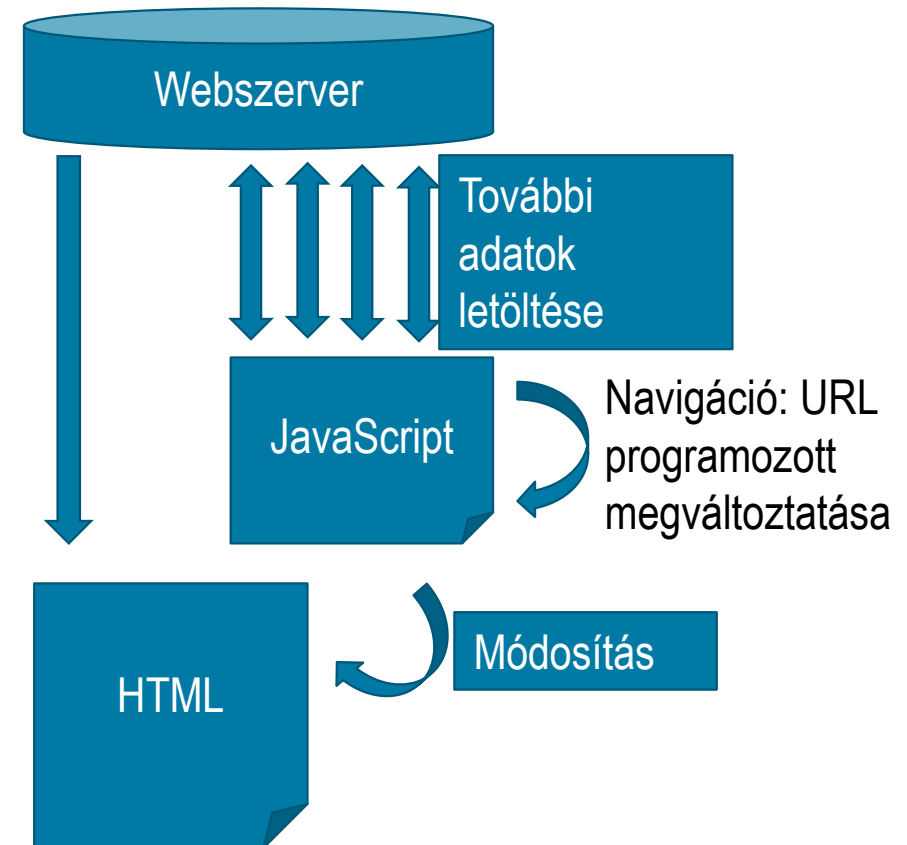 Webszerver
További
adatok
letöltése
JavaScript
Navigáció: URL
programozott
megváltoztatása
Módosítás
HTML